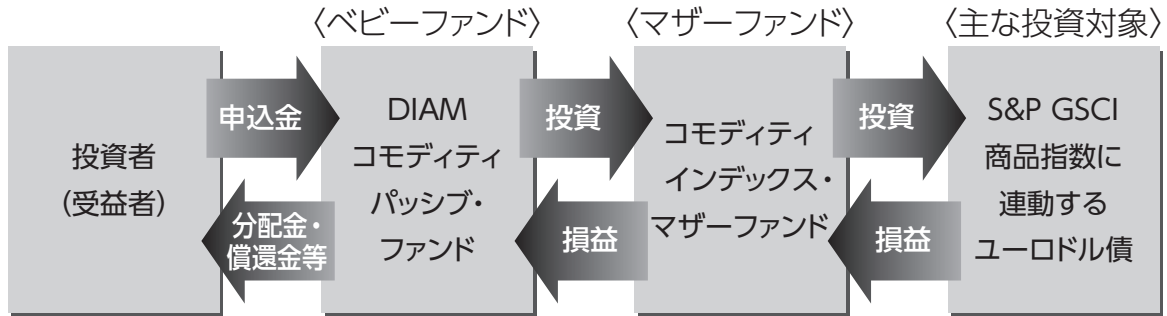 〈ベビーファンド〉
〈マザーファンド〉
〈主な投資対象〉
投資者
(受益者)
申込金
分配金・
償還金等
DIAM
コモディティ
パッシブ・
ファンド
投資
損益
コモディティ
インデックス・
マザーファンド
投資
損益
S&P GSCI
商品指数に
連動する
ユーロドル債